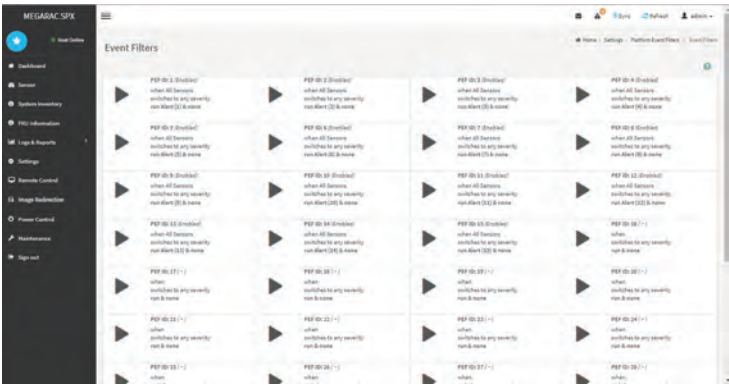 MEGARAC SPX
Host Online
Dashboard
Sensor
System Inventory
FRU Information
Logs & Reports
Settings
Remote Control
Image Redirection
Power Control
Maintenance
Sign out
Sync Refresh admin
Event Filters
Home Settings Platform Event Filters Event Filters
PEF ID: 1 (Enabled)
when All Sensors
switches to any severity
run Alert [1] & none
PEF ID: 2 (Enabled)
when All Sensors
switches to any severity
run Alert [2] & none
PEF ID: 3 (Enabled)
when All Sensors
switches to any severity
run Alert [3] & none
PEF ID: 4 (Enabled)
when All Sensors
switches to any severity
run Alert [4] & none
PEF ID: 5 (Enabled)
when All Sensors
switches to any severity
run Alert [5] & none
PEF ID: 6 (Enabled)
when All Sensors
switches to any severity
run Alert [6] & none
PEF ID: 7 (Enabled)
when All Sensors
switches to any severity
run Alert [7] & none
PEF ID: 8 (Enabled)
when All Sensors
switches to any severity
run Alert [8] & none
PEF ID: 9 (Enabled)
when All Sensors
switches to any severity
run Alert [9] & none
PEF ID: 10 (Enabled)
when All Sensors
switches to any severity
run Alert [10] & none
PEF ID: 11 (Enabled)
when All Sensors
switches to any severity
run Alert [11] & none
PEF ID: 12 (Enabled)
when All Sensors
switches to any severity
run Alert [12] & none
PEF ID: 13 (Enabled)
when All Sensors
switches to any severity
run Alert [13] & none
PEF ID: 14 (Enabled)
when All Sensors
switches to any severity
run Alert [14] & none
PEF ID: 15 (Enabled)
when All Sensors
switches to any severity
run Alert [15] & none
PEF ID: 16 (~)
when
switches to any severity
run & none
PEF ID: 17 (~)
when
switches to any severity
run & none
PEF ID: 18 (~)
when
switches to any severity
run & none
PEF ID: 19 (~)
when
switches to any severity
run & none
PEF ID: 20 (~)
when
switches to any severity
run & none
PEF ID: 21 (~)
when
switches to any severity
run & none
PEF ID: 22 (~)
when
switches to any severity
run & none
PEF ID: 23 (~)
when
switches to any severity
run & none
PEF ID: 24 (~)
when
switches to any severity
run & none
PEF ID: 25 (~)
when
PEF ID: 26 (~)
when
PEF ID: 27 (~)
when
PEF ID: 28 (~)
when